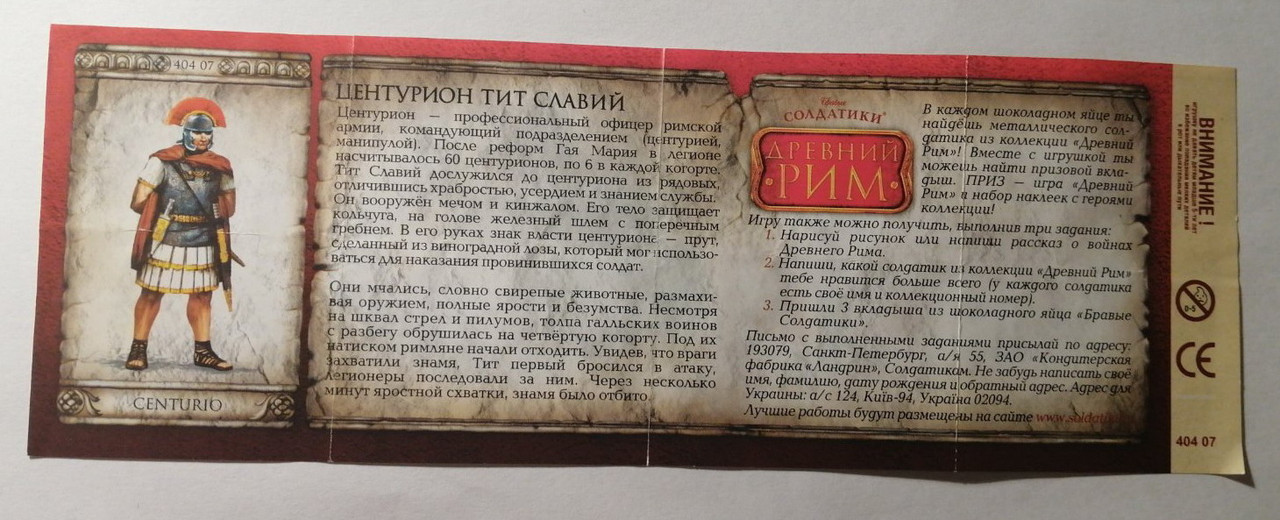 404 07
CENTURIO
ЦЕНТУРИОН ТИТ СЛАВИЙ
Центурион — профессиональный офицер римской
армии, командующий подразделением (центурией,
манипулой). После реформ Гая Мария в легионе
насчитывалось 60 центурионов, по 6 в каждой когорте.
Тит Славий дослужился до центуриона из рядовых,
отличившись храбростью, усердием и знанием службы.
Он вооружён мечом и кинжалом. Его тело защищает
кольчуга, на голове железный шлем с поперечным
гребнем. В его руках знак власти центуриона — прут,
сделанный из виноградной лозы, который мог использо-
ваться для наказания провинившихся солдат.
Они мчались, словно свирепые животные, размахи-
вая оружием, полные ярости и безумства. Несмотря
на шквал стрел и пилумов, толпа галльских воинов
с разбегу обрушилась на четвёртую когорту. Под их
натиском римляне начали отходить. Увидев, что враги
захватили знамя, Тит первый бросился в атаку,
легионеры последовали за ним. Через несколько
минут яростной схватки, знамя было отбито.
СОЛДАТИКИ
ДРЕВНИЙ
РИМ
В каждом шоколадном яйце ты
найдёшь металлического сол-
датика из коллекции «Древний
Рим»! Вместе с игрушкой ты
можешь найти призовой вкла-
дыш. ПРИЗ — игра «Древний
Рим» и набор наклеек с героями
коллекции!
Игру также можно получить, выполнив три задания:
1. Нарисуй рисунок или напиши рассказ о войнах
Древнего Рима.
2. Напиши, какой солдатик из коллекции «Древний Рим»
тебе нравится больше всего (у каждого солдатика
есть своё имя и коллекционный номер).
3. Пришли 3 вкладыша из шоколадного яйца «Бравые
Солдатики».
Письмо с выполненными заданиями присылай по адресу:
193079, Санкт-Петербург, а/я 55, ЗАО «Кондитерская
фабрика «Ландрин», Солдатикам. Не забудь написать своё
имя, фамилию, дату рождения и обратный адрес. Адрес для
Украины: а/с 124, Київ-94, Україна 02094.
Лучшие работы будут размещены на сайте
ВНИМАНИЕ!
CE
404 07